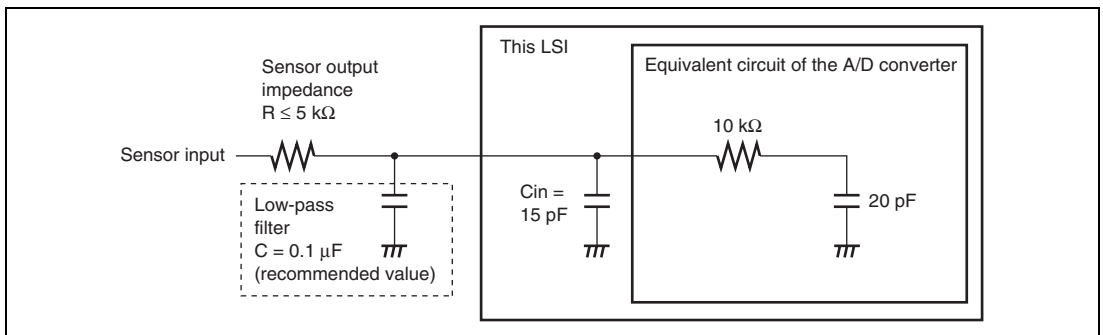 This LSI
Equivalent circuit of the A/D converter
Sensor output
impedance
R ≤ 5 kΩ
10 kΩ
Sensor input
Low-pass
filter
C = 0.1 μF
(recommended value)
Cin =
15 pF
20 pF